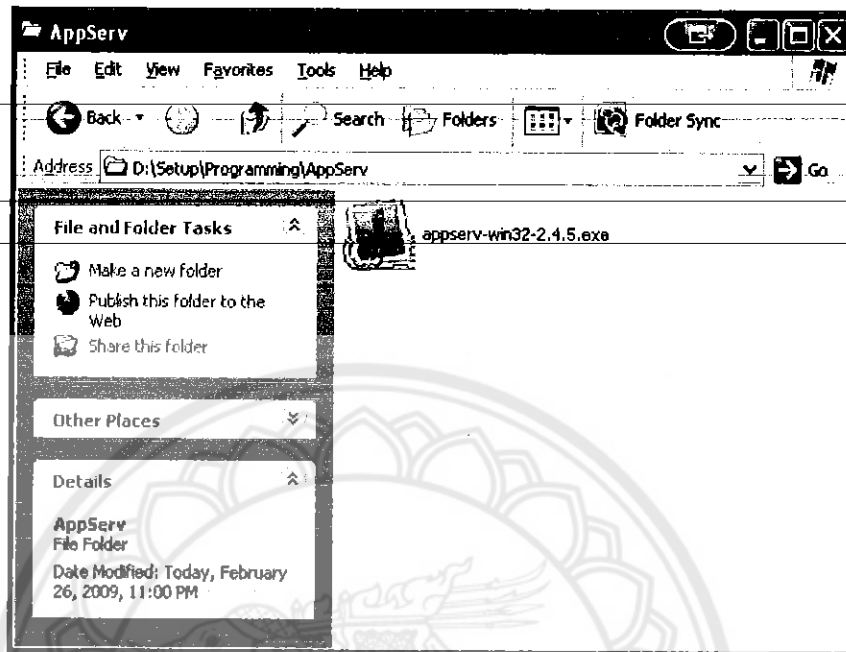 AppServ
File Edit View Favorites Tools Help
Back Search Folders Folder Sync
Address D:\Setup\Programming\AppServ Go
File and Folder Tasks
Make a new folder
Publish this folder to the
Web
Share this folder
Other Places
Details
AppServ
File Folder
Date Modified: Today, February
26, 2009, 11:00 PM
appserv-win32-2.4.5.exe